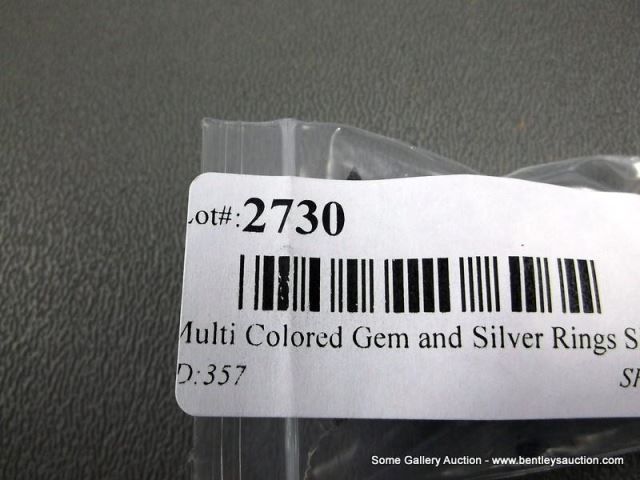 Lot#:2730
Multi Colored Gem and Silver Rings S
D:357 SH
Some Gallery Auction - www.bentleysauction.com